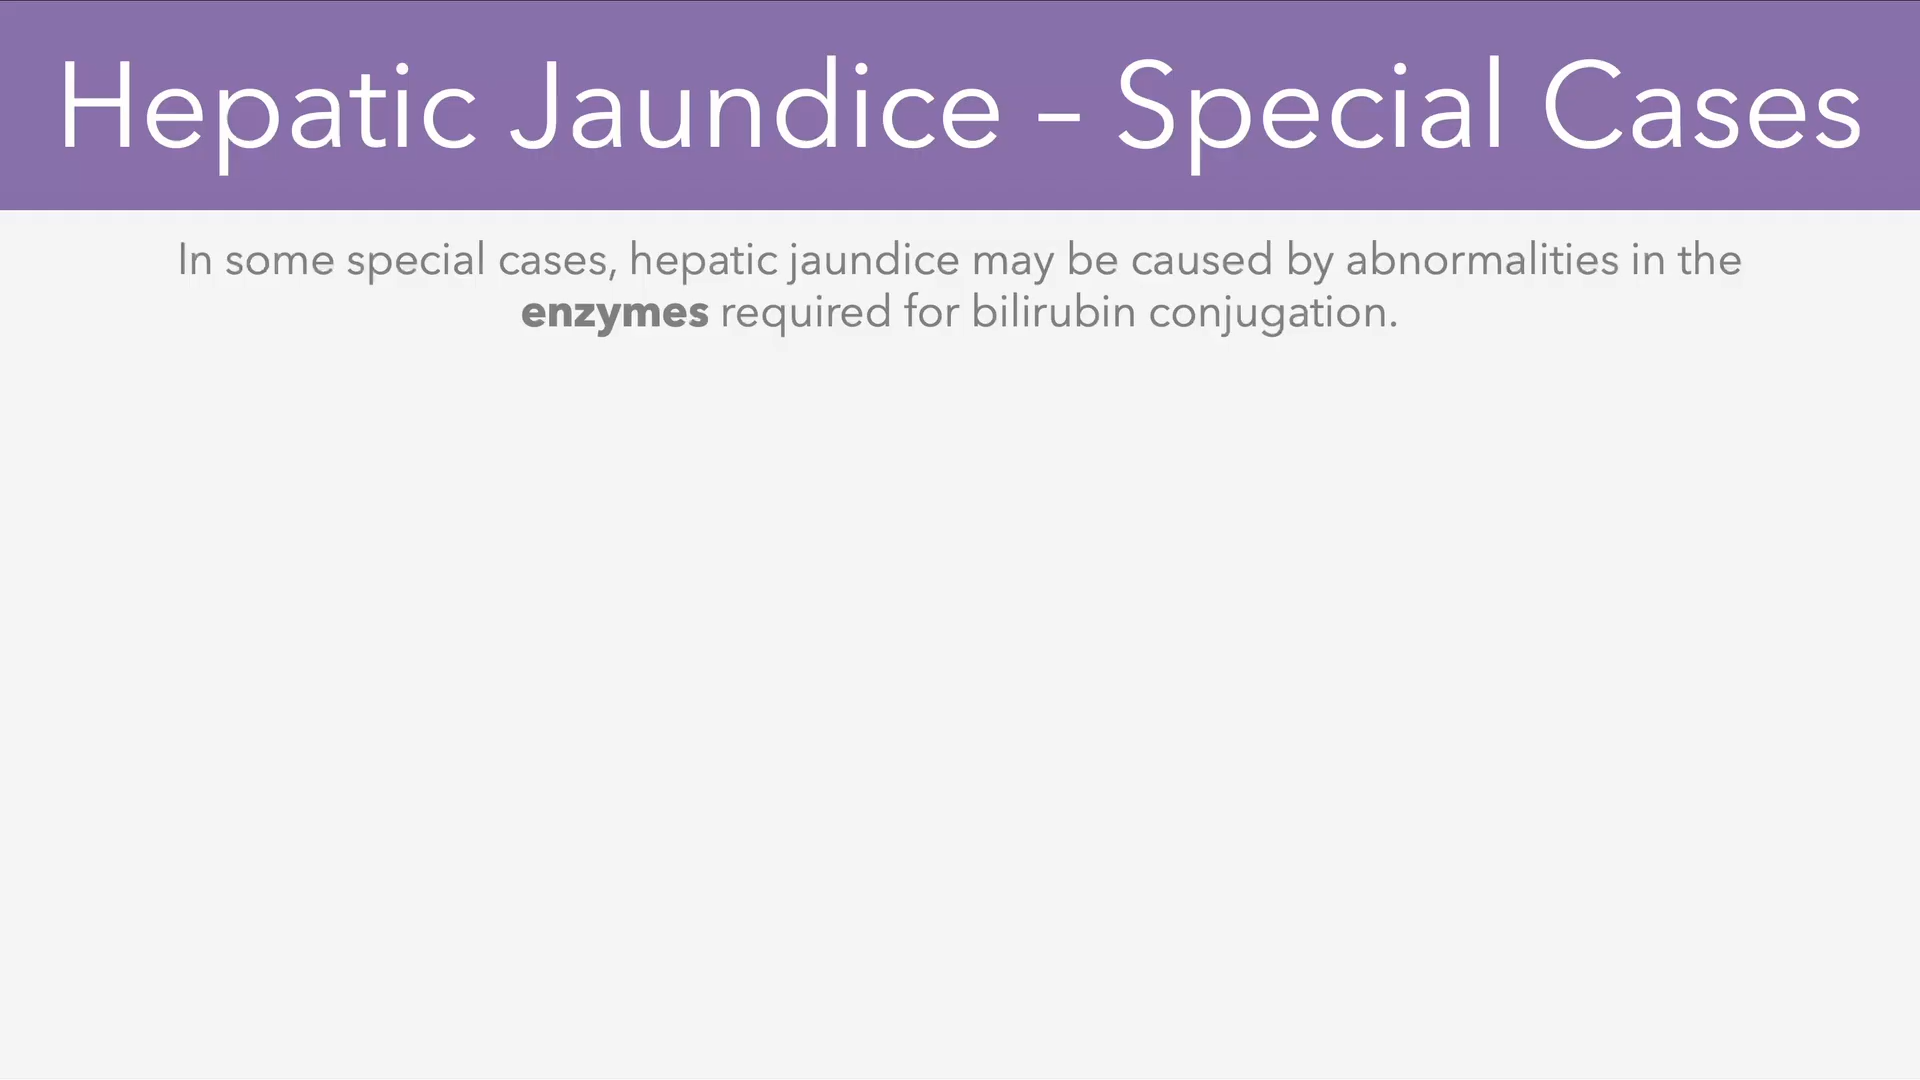 Hepatic Jaundice – Special Cases
In some special cases, hepatic jaundice may be caused by abnormalities in the
enzymes required for bilirubin conjugation.